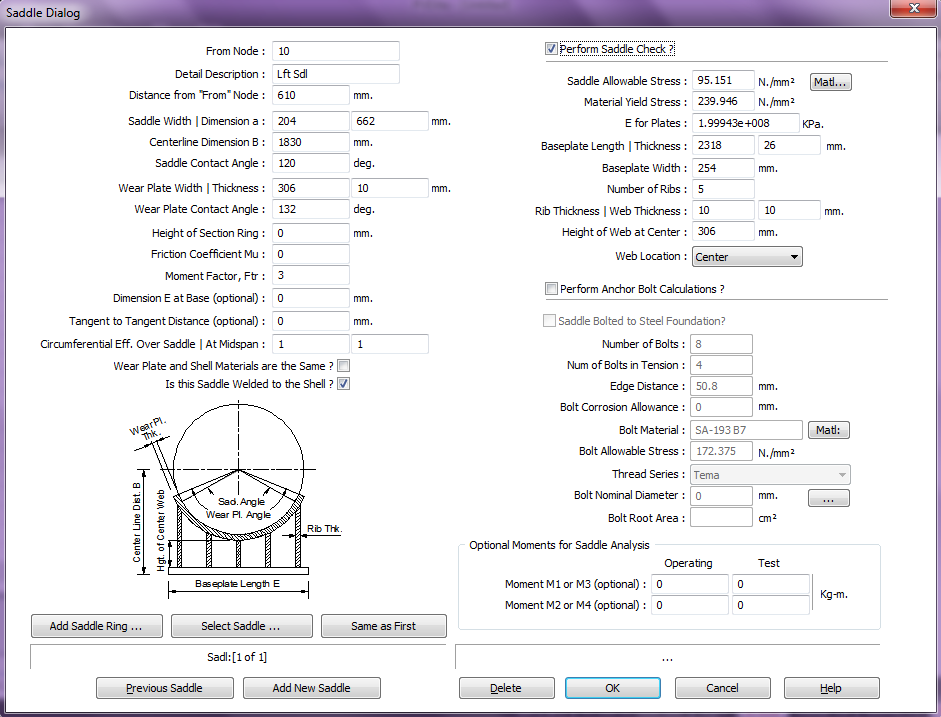 Saddle Dialog
From Node : 10
Detail Description : Lft Sdl
Distance from "From" Node : 610 mm.
Saddle Width | Dimension a : 204 662 mm.
Centerline Dimension B : 1830 mm.
Saddle Contact Angle : 120 deg.
Wear Plate Width | Thickness : 306 10 mm.
Wear Plate Contact Angle : 132 deg.
Height of Section Ring : 0 mm.
Friction Coefficient Mu : 0
Moment Factor, Ftr : 3
Dimension E at Base (optional) : 0 mm.
Tangent to Tangent Distance (optional) : 0 mm.
Circumferential Eff. Over Saddle | At Midspan : 1 1
Wear Plate and Shell Materials are the Same ?
Is this Saddle Welded to the Shell ?
Wear Pl.
Thk.
Sad. Angle
Wear Pl. Angle
Center Line Dist. B
Hgt. of Center Web
Rib Thk.
Baseplate Length E
Add Saddle Ring ... Select Saddle ... Same as First
Sadl:[1 of 1]
Previous Saddle Add New Saddle
Perform Saddle Check ?
Saddle Allowable Stress : 95.151 N./mm² Matl...
Material Yield Stress : 239.946 N./mm²
E for Plates : 1.99943e+008 KPa.
Baseplate Length | Thickness : 2318 26 mm.
Baseplate Width : 254 mm.
Number of Ribs : 5
Rib Thickness | Web Thickness : 10 10 mm.
Height of Web at Center : 306 mm.
Web Location : Center
Perform Anchor Bolt Calculations ?
Saddle Bolted to Steel Foundation?
Number of Bolts : 8
Num of Bolts in Tension : 4
Edge Distance : 50.8 mm.
Bolt Corrosion Allowance : 0 mm.
Bolt Material : SA-193 B7 Matl:
Bolt Allowable Stress : 172.375 N./mm²
Thread Series : Tema
Bolt Nominal Diameter : 0 mm. ...
Bolt Root Area : cm²
Optional Moments for Saddle Analysis
Operating Test
Moment M1 or M3 (optional) : 0 0
Kg-m.
Moment M2 or M4 (optional) : 0 0
...
Delete OK Cancel Help